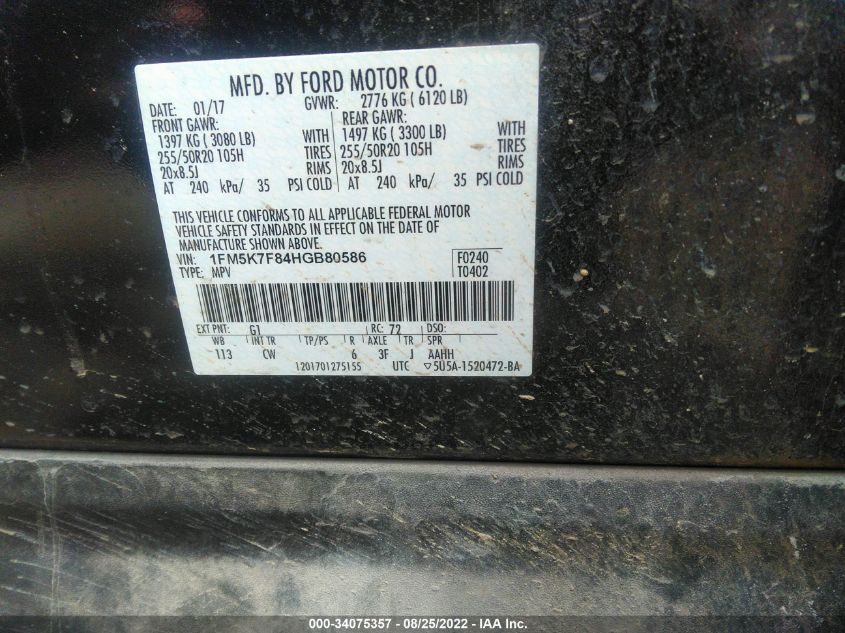 MFD. BY FORD MOTOR CO.
DATE: 01/17 GVWR: 2776 KG ( 6120 LB)
FRONT GAWR: REAR GAWR:
1397 KG ( 3080 LB) WITH 1497 KG ( 3300 LB) WITH
255/50R20 105H TIRES 255/50R20 105H TIRES
20x8.5J RIMS 20x8.5J RIMS
AT 240 kPa/ 35 PSI COLD AT 240 kPa/ 35 PSI COLD
THIS VEHICLE CONFORMS TO ALL APPLICABLE FEDERAL MOTOR
VEHICLE SAFETY STANDARDS IN EFFECT ON THE DATE OF
MANUFACTURE SHOWN ABOVE.
VIN: 1FM5K7F84HGB80586 F0240
TYPE: MPV T0402
EXT PNT: G1 RC: 72 DSO:
WB INT TR TP/PS R AXLE TR SPR
113 CW 6 3F J AAHH
1201701275155 UTC ▽5U5A-1520472-BA
000-34075357 - 08/25/2022 - IAA Inc.